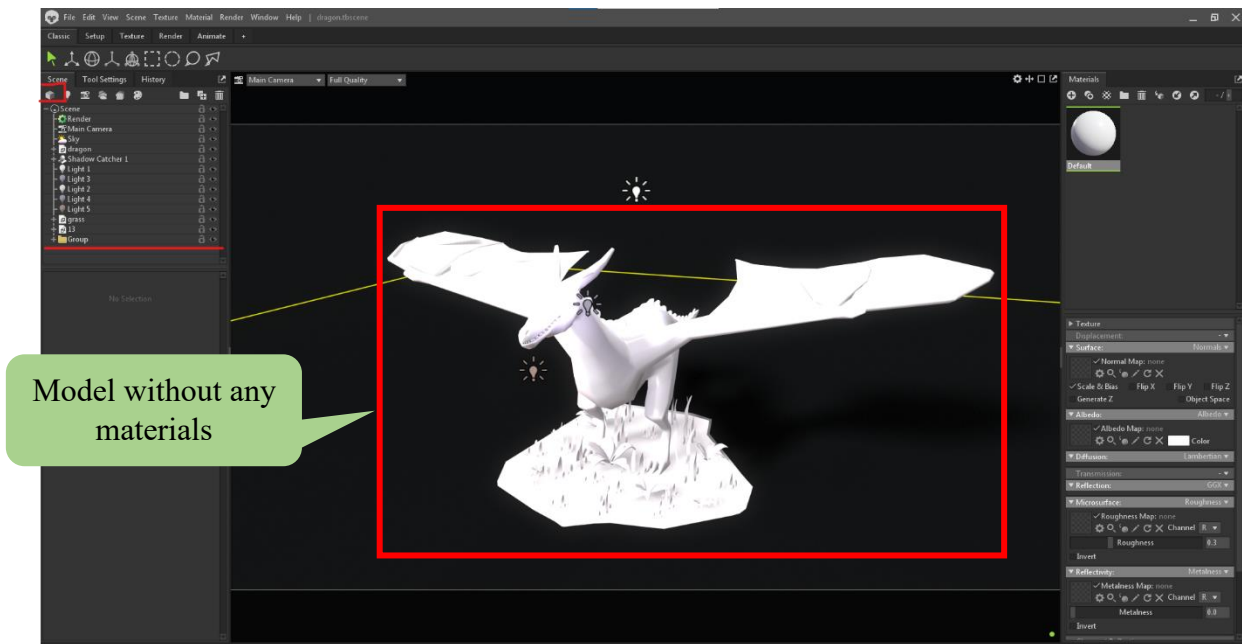 File Edit View Scene Texture Material Render Window Help | dragon.tbscene
Classic Setup Texture Render Animate +
Scene Tool Settings History
Main Camera Full Quality
Materials
Scene
Render
Main Camera
Sky
dragon
Shadow Catcher 1
Light 1
Light 3
Light 2
Light 4
Light 5
grass
13
Group
No Selection
Model without any
materials
Default
Texture
Displacement:
Surface: Normals
Normal Map: none
Scale & Bias Flip X Flip Y Flip Z
Generate Z Object Space
Albedo: Albedo
Albedo Map: none
Color
Diffusion: Lambertian
Transmission:
Reflection: GGX
Microsurface: Roughness
Roughness Map: none
Channel R
Roughness 0.3
Invert
Reflectivity: Metalness
Metalness Map: none
Channel R
Metalness 0.0
Invert